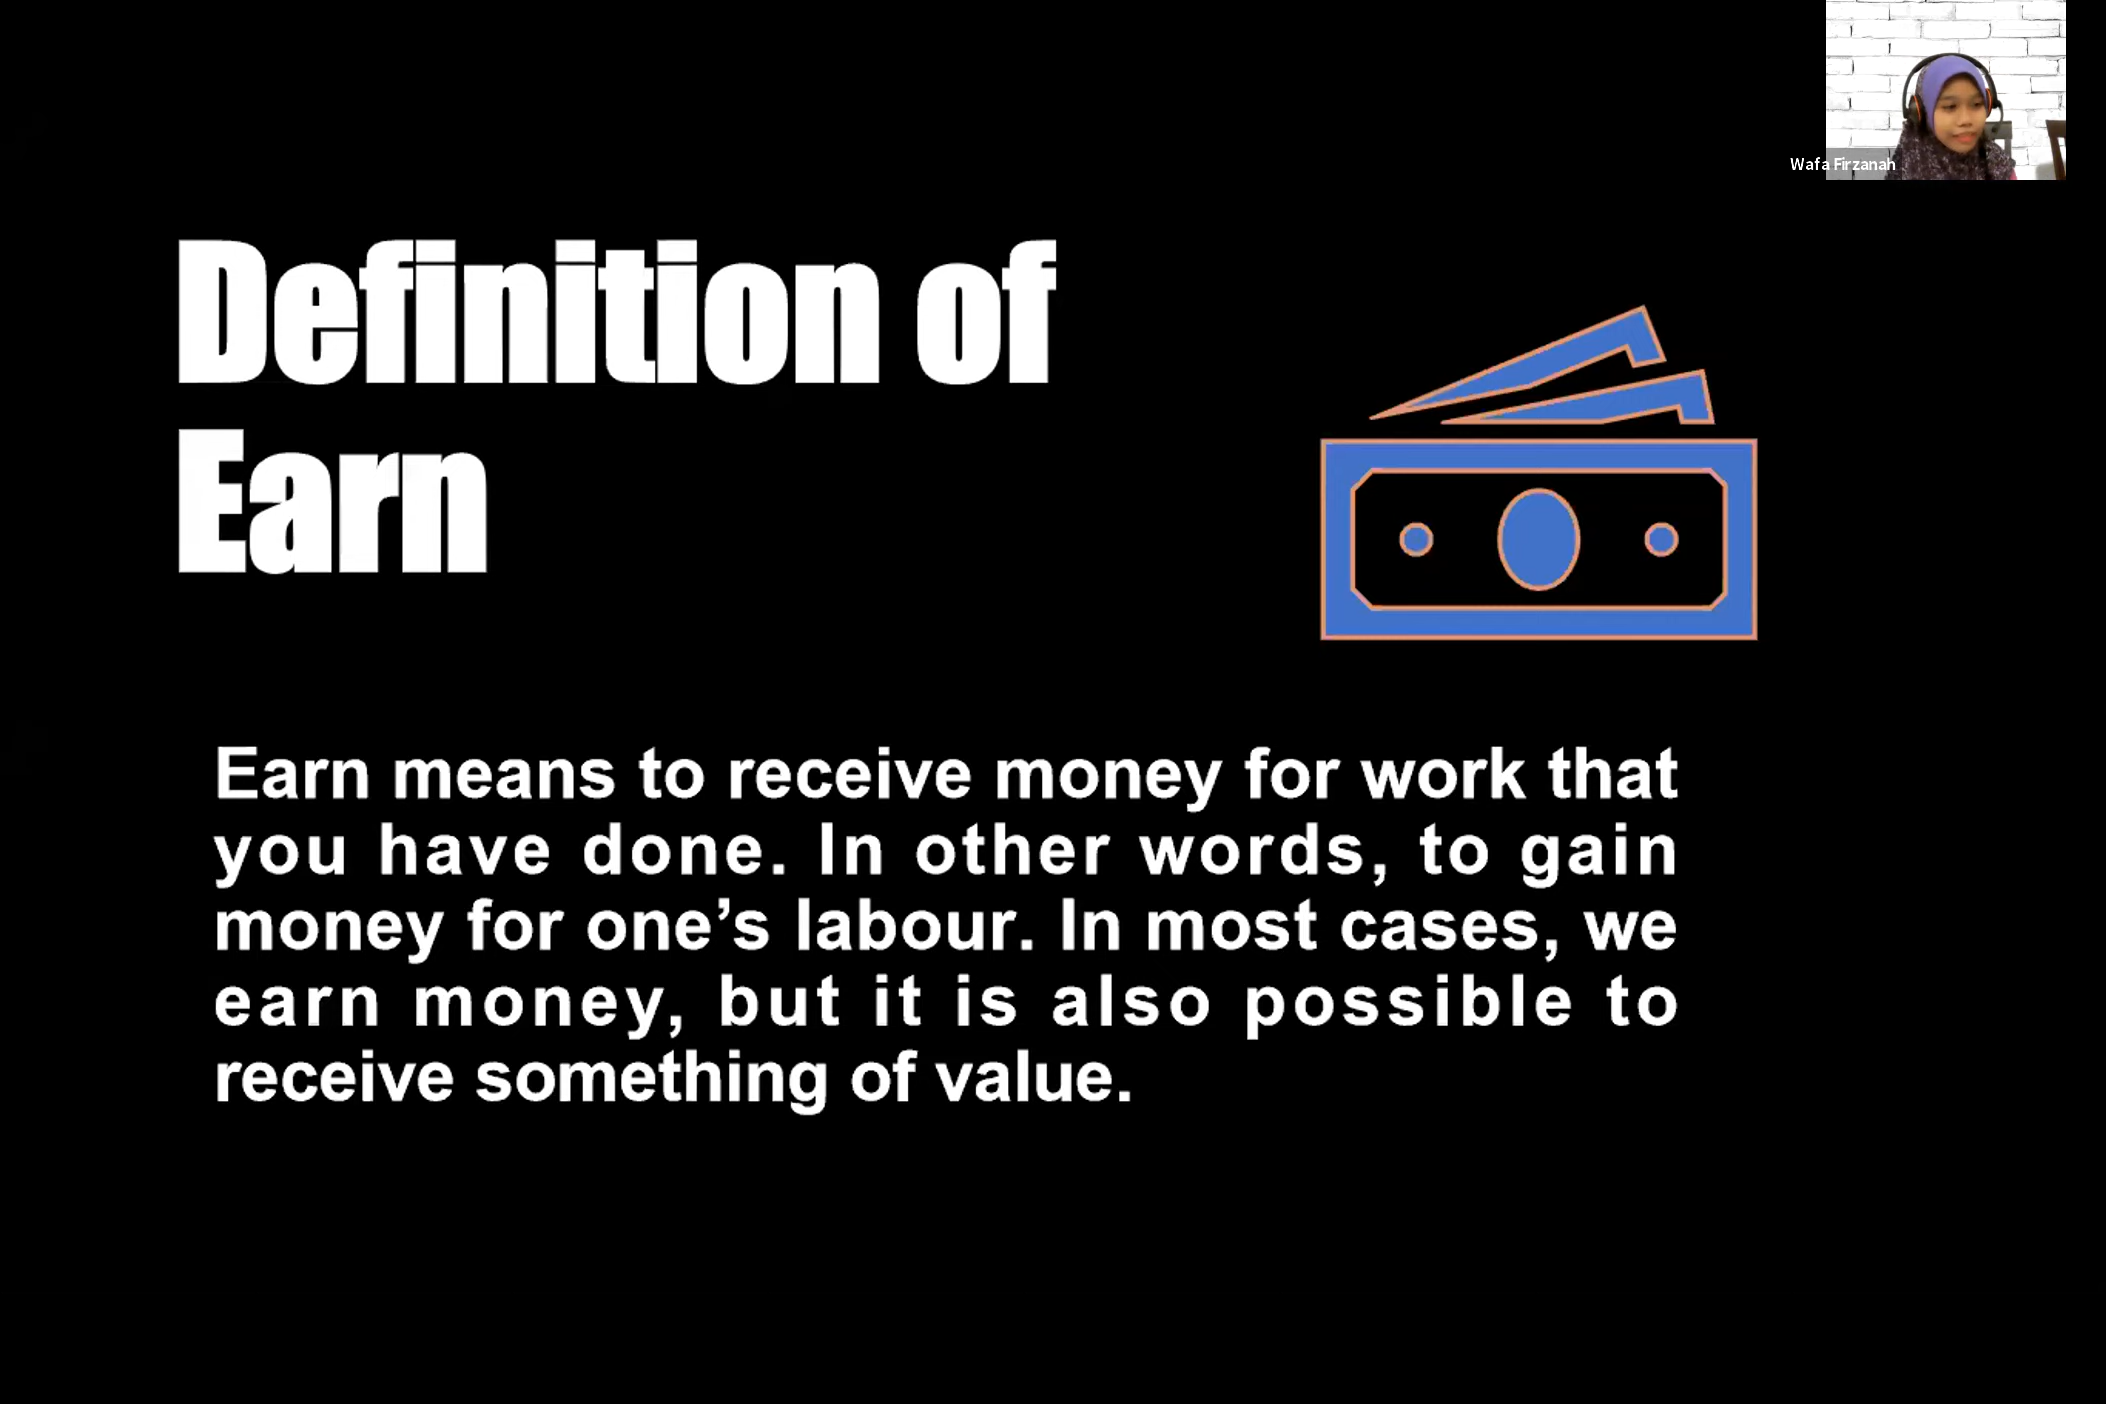 Wafa Firzanah
Definition of
Earn
Earn means to receive money for work that
you have done. In other words, to gain
money for one’s labour. In most cases, we
earn money, but it is also possible to
receive something of value.